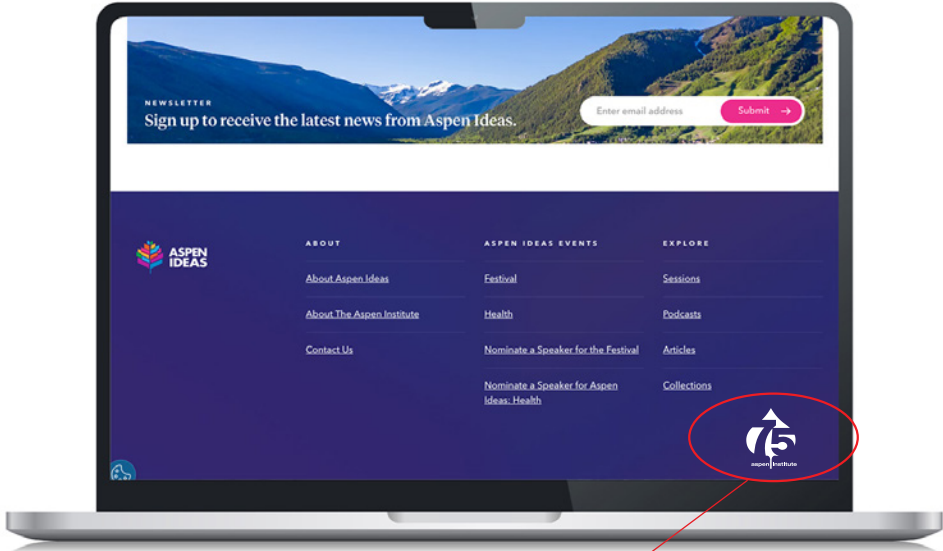 NEWSLETTER
Sign up to receive the latest news from Aspen Ideas.
Enter email address
Submit →
ASPEN
IDEAS
ABOUT
About Aspen Ideas
About The Aspen Institute
Contact Us
ASPEN IDEAS EVENTS
Festival
Health
Nominate a Speaker for the Festival
Nominate a Speaker for Aspen
Ideas: Health
EXPLORE
Sessions
Podcasts
Articles
Collections
75
aspen institute